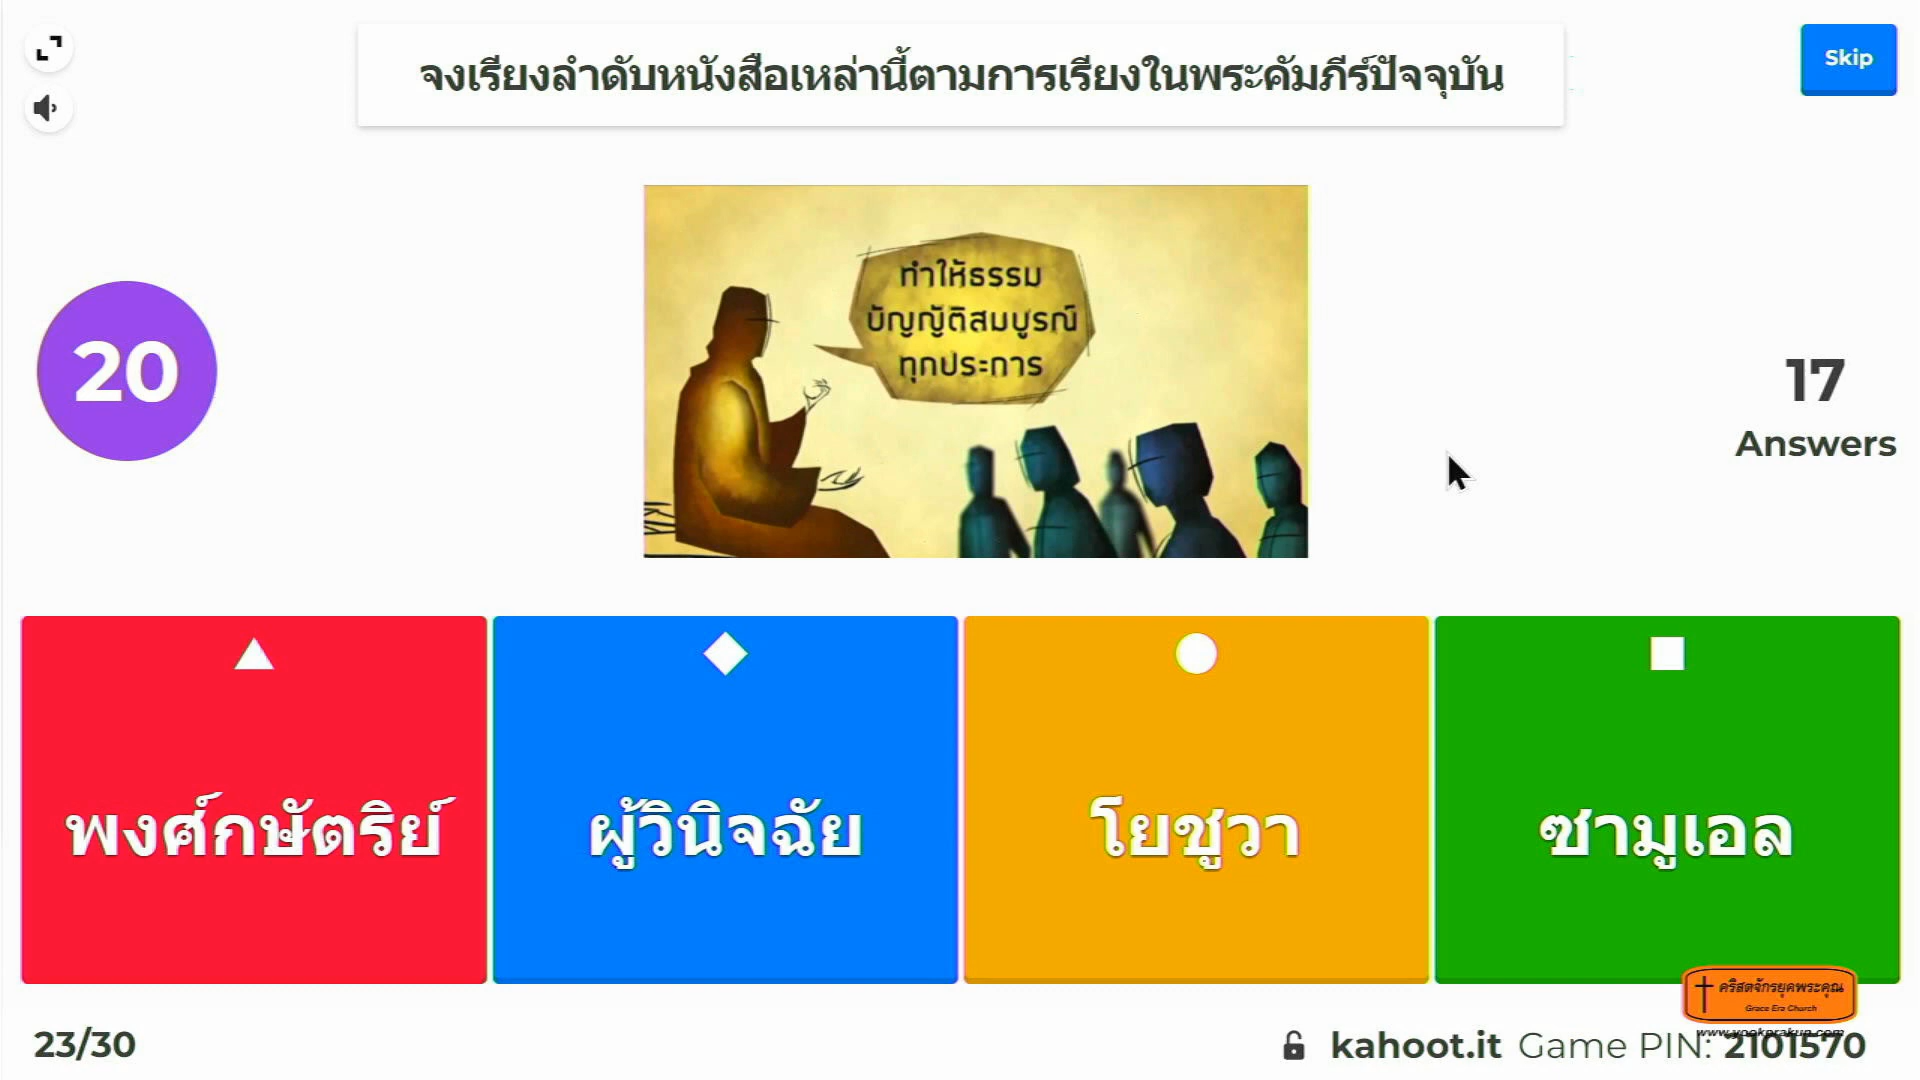 จงเรียงลำดับหนังสือเหล่านี้ตามการเรียงในพระคัมภีร์ปัจจุบัน
Skip
ทำให้ธรรม
บัญญัติสมบูรณ์
ทุกประการ
20
17
Answers
พงศ์กษัตริย์
ผู้วินิจฉัย
โยชูวา
ซามูเอล
คริสตจักรยุคพระคุณ
Grace Era Church
www.yookprakun.com
23/30
kahoot.it Game PIN: 2101570